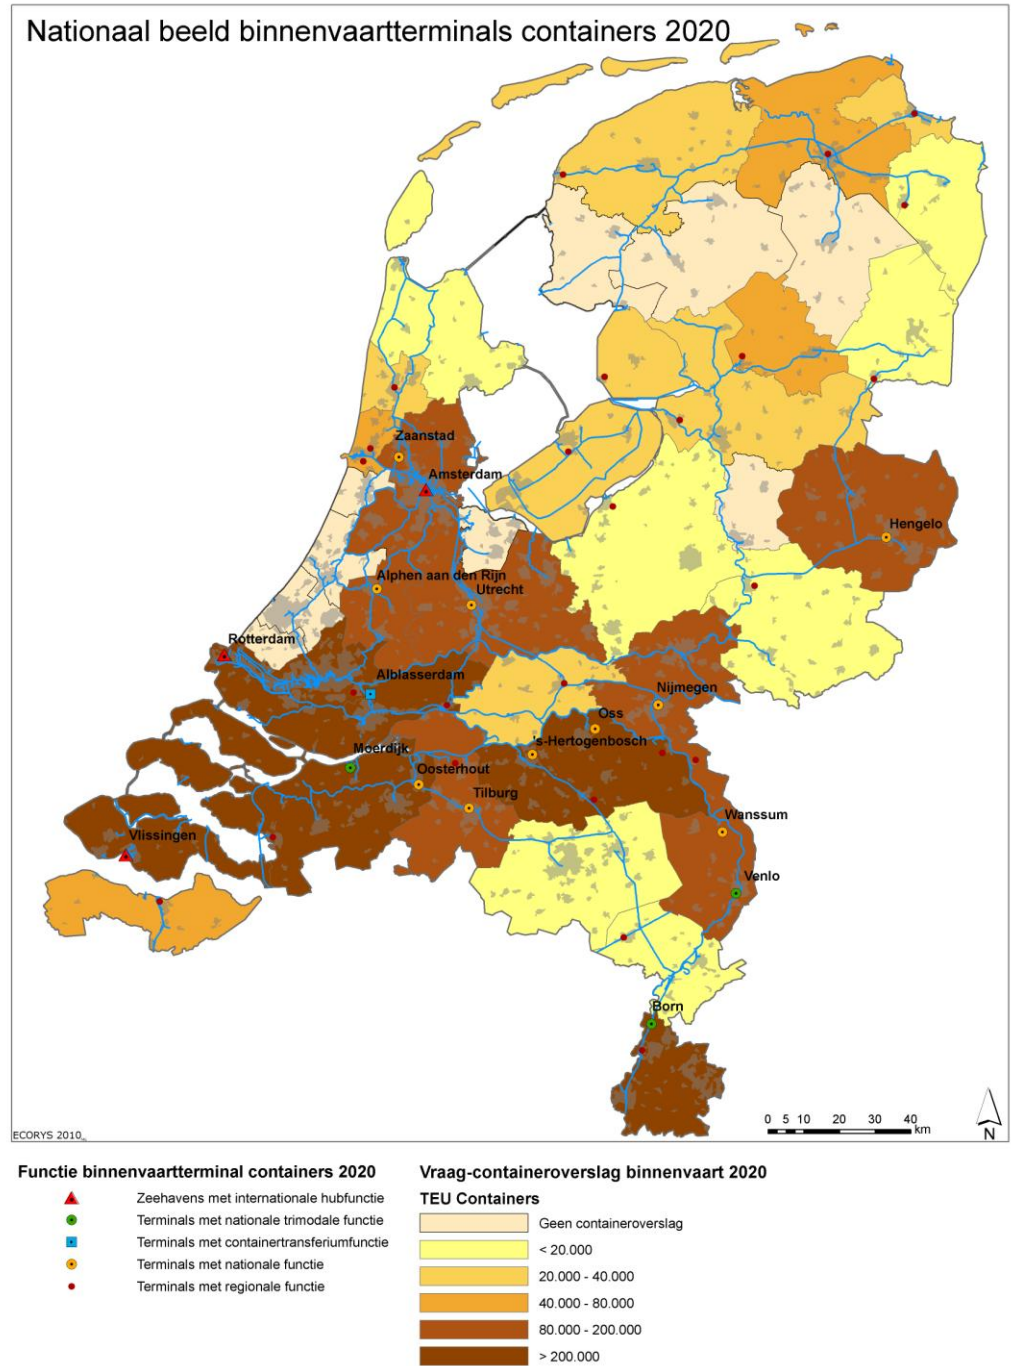 Nationaal beeld binnenvaartterminals containers 2020
Zaanstad
Amsterdam
Hengelo
Alphen aan den Rijn
Utrecht
Rotterdam
Alblasserdam
Nijmegen
Oss
's-Hertogenbosch
Moerdijk
Oosterhout
Tilburg
Wanssum
Vlissingen
Venlo
Born
0 5 10 20 30 40
km
N
ECORYS 2010_
Functie binnenvaartterminal containers 2020
Zeehavens met internationale hubfunctie
Terminals met nationale trimodale functie
Terminals met containertransferiumfunctie
Terminals met nationale functie
Terminals met regionale functie
Vraag-containeroverslag binnenvaart 2020
TEU Containers
Geen containeroverslag
< 20.000
20.000 - 40.000
40.000 - 80.000
80.000 - 200.000
> 200.000